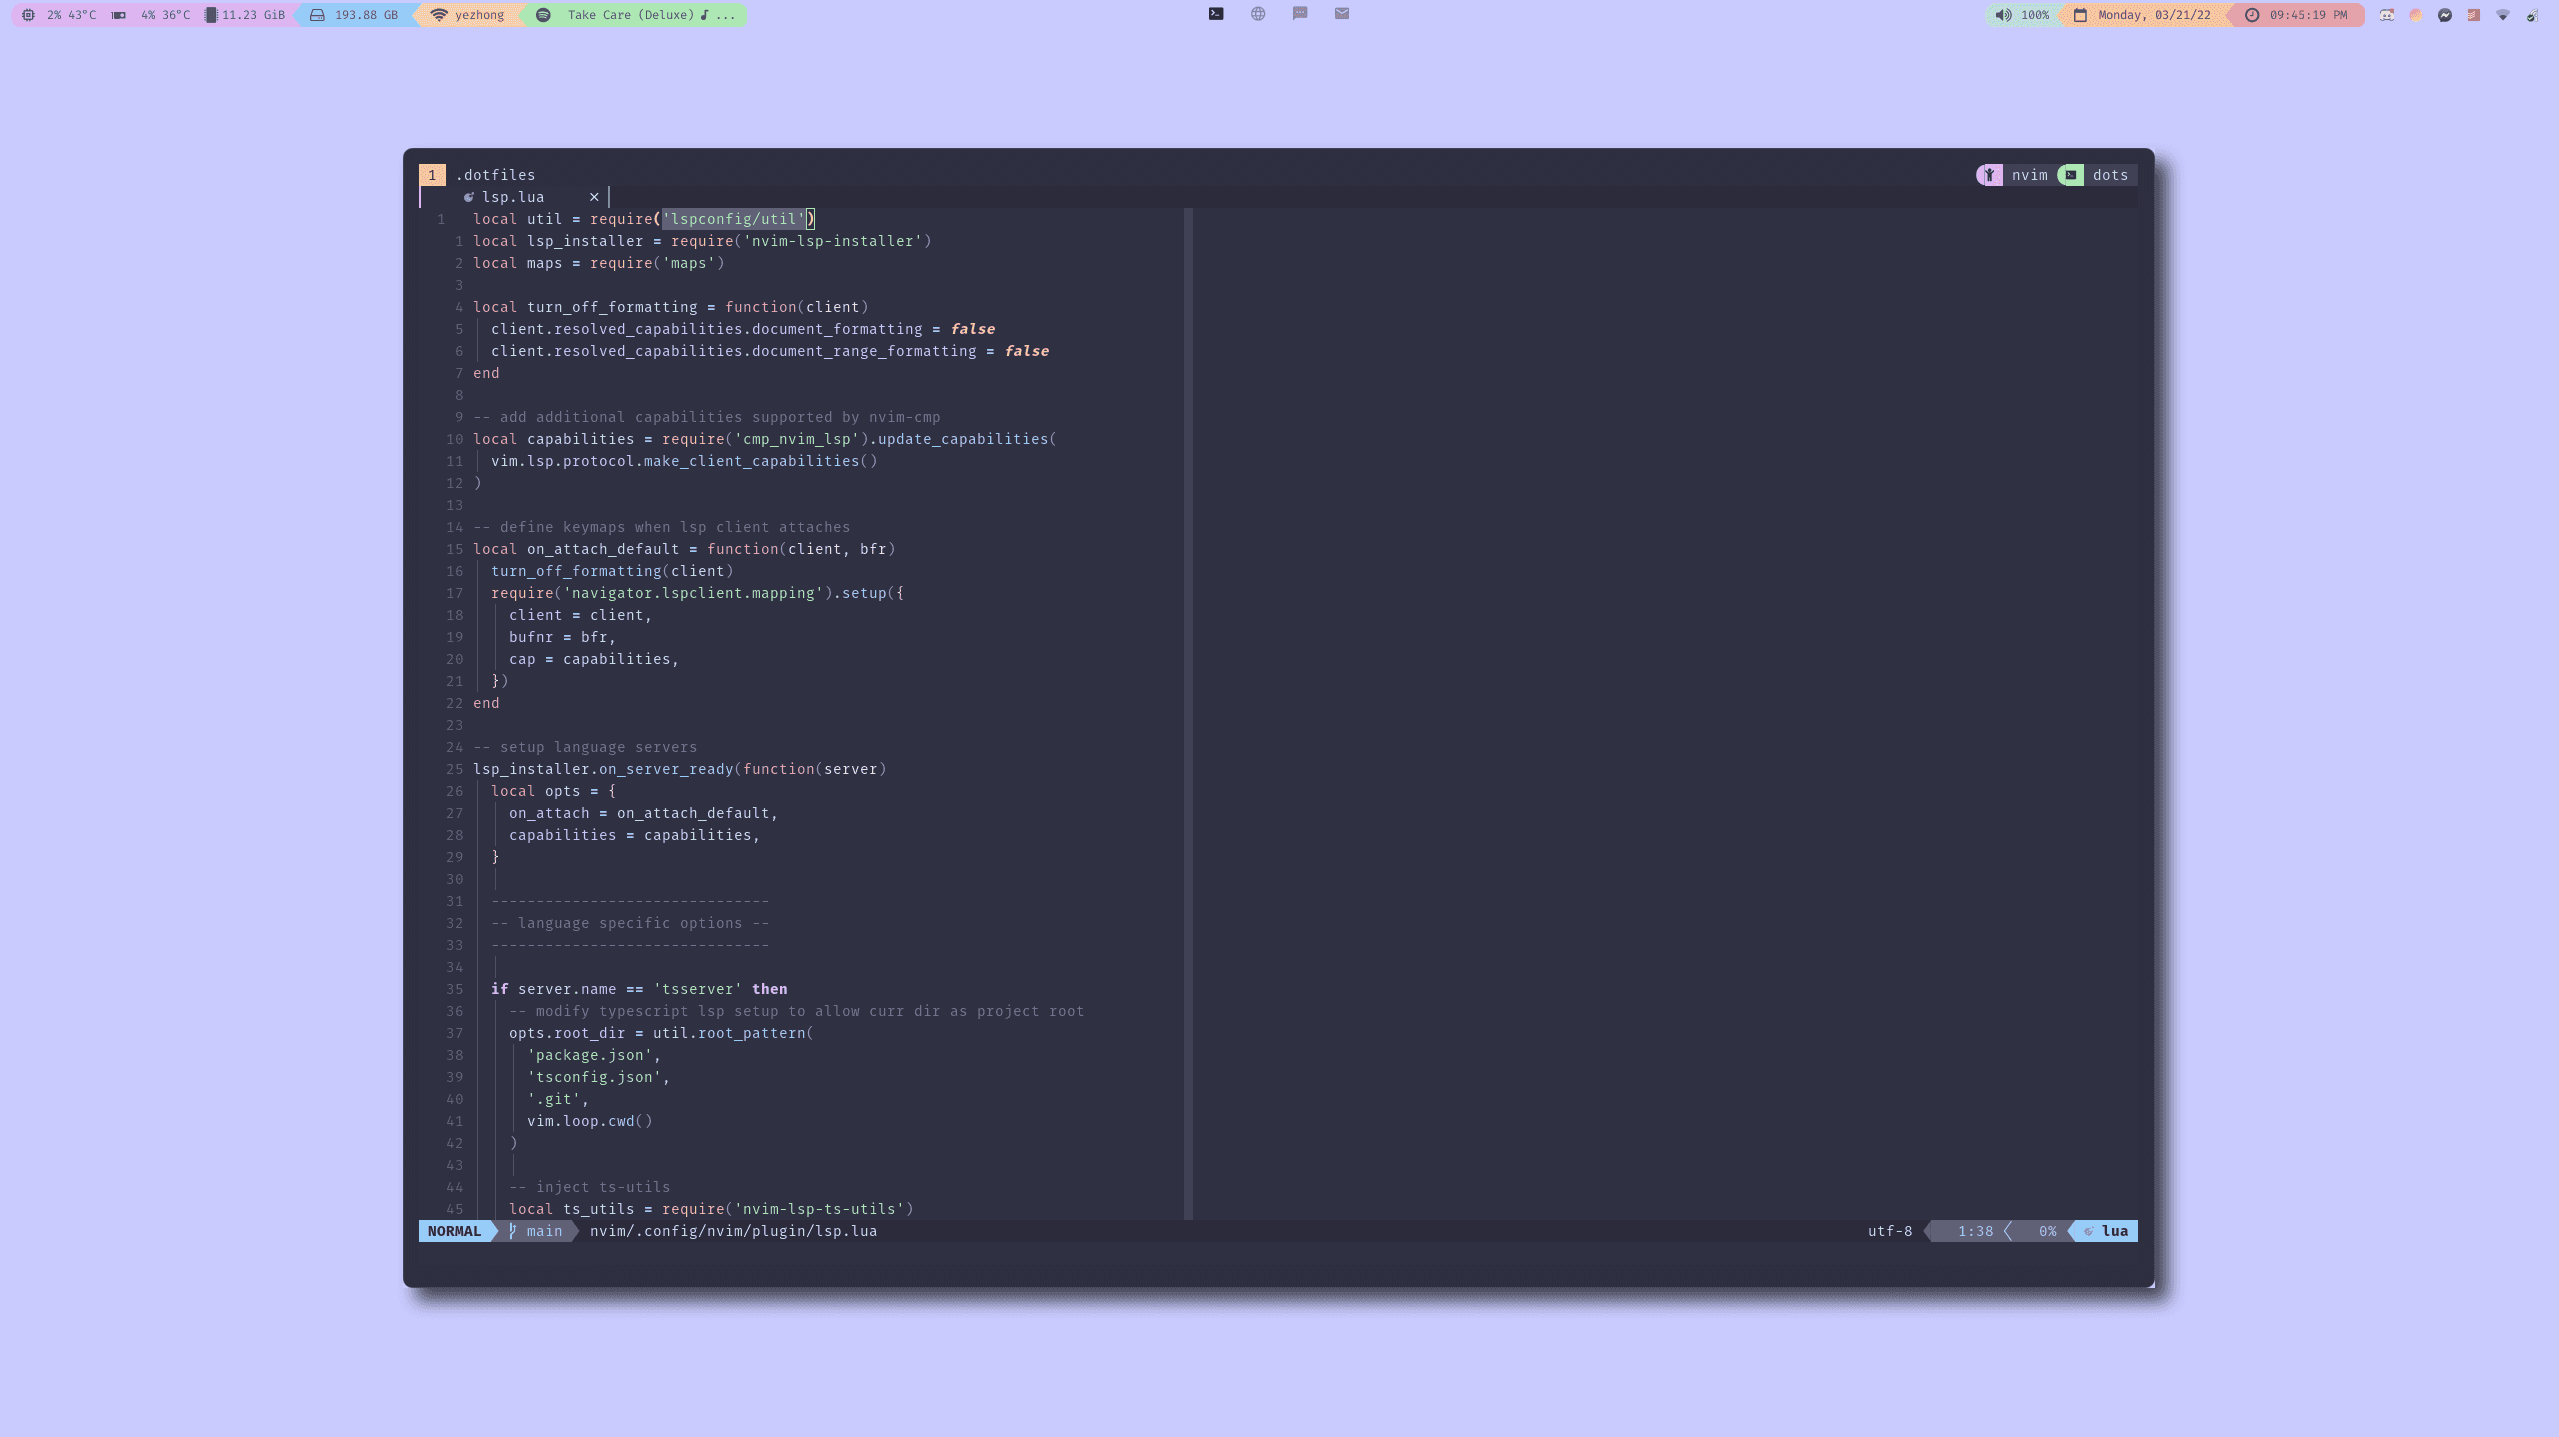 2% 43°C 4% 36°C 11.23 GiB 193.88 GB yezhong Take Care (Deluxe) ...
100% Monday, 03/21/22 09:45:19 PM
1 .dotfiles nvim dots
lsp.lua ×
1 local util = require('lspconfig/util')
1 local lsp_installer = require('nvim-lsp-installer')
2 local maps = require('maps')
3
4 local turn_off_formatting = function(client)
5 client.resolved_capabilities.document_formatting = false
6 client.resolved_capabilities.document_range_formatting = false
7 end
8
9 -- add additional capabilities supported by nvim-cmp
10 local capabilities = require('cmp_nvim_lsp').update_capabilities(
11 vim.lsp.protocol.make_client_capabilities()
12 )
13
14 -- define keymaps when lsp client attaches
15 local on_attach_default = function(client, bfr)
16 turn_off_formatting(client)
17 require('navigator.lspclient.mapping').setup({
18 client = client,
19 bufnr = bfr,
20 cap = capabilities,
21 })
22 end
23
24 -- setup language servers
25 lsp_installer.on_server_ready(function(server)
26 local opts = {
27 on_attach = on_attach_default,
28 capabilities = capabilities,
29 }
30
31 -------------------------------
32 -- language specific options --
33 -------------------------------
34
35 if server.name == 'tsserver' then
36 -- modify typescript lsp setup to allow curr dir as project root
37 opts.root_dir = util.root_pattern(
38 'package.json',
39 'tsconfig.json',
40 '.git',
41 vim.loop.cwd()
42 )
43
44 -- inject ts-utils
45 local ts_utils = require('nvim-lsp-ts-utils')
NORMAL main nvim/.config/nvim/plugin/lsp.lua utf-8 1:38 0% lua